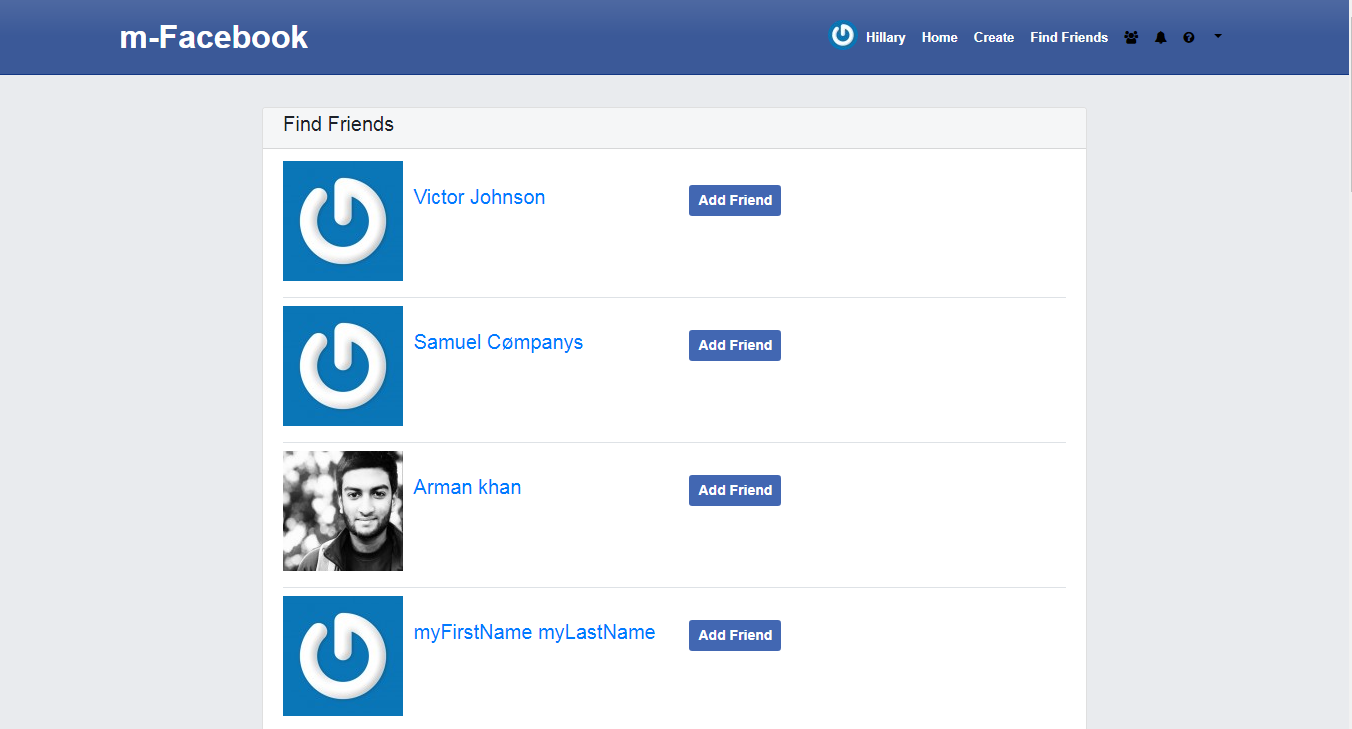 m-Facebook
Hillary Home Create Find Friends
Find Friends
Victor Johnson Add Friend
Samuel Cømpanys Add Friend
Arman khan Add Friend
myFirstName myLastName Add Friend